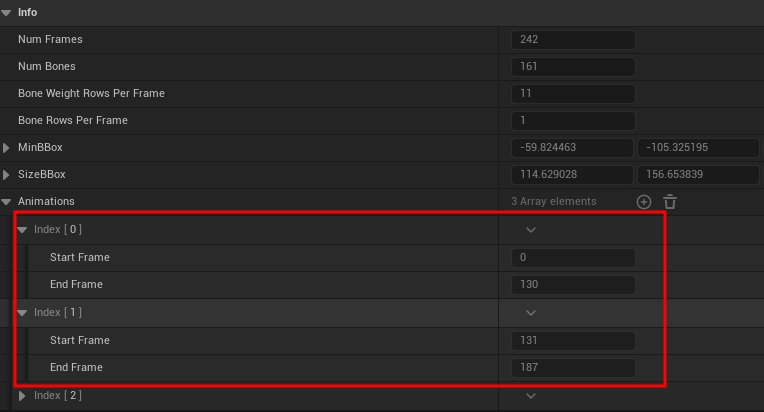 Info
Num Frames 242
Num Bones 161
Bone Weight Rows Per Frame 11
Bone Rows Per Frame 1
MinBBox -59.824463 -105.325195
SizeBBox 114.629028 156.653839
Animations 3 Array elements
Index [ 0 ]
Start Frame 0
End Frame 130
Index [ 1 ]
Start Frame 131
End Frame 187
Index [ 2 ]